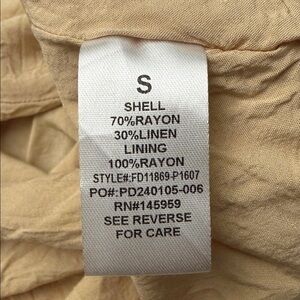 S
SHELL
70%RAYON
30%LINEN
LINING
100%RAYON
STYLE#:FD11869-P1607
PO#:PD240105-006
RN#145959
SEE REVERSE
FOR CARE